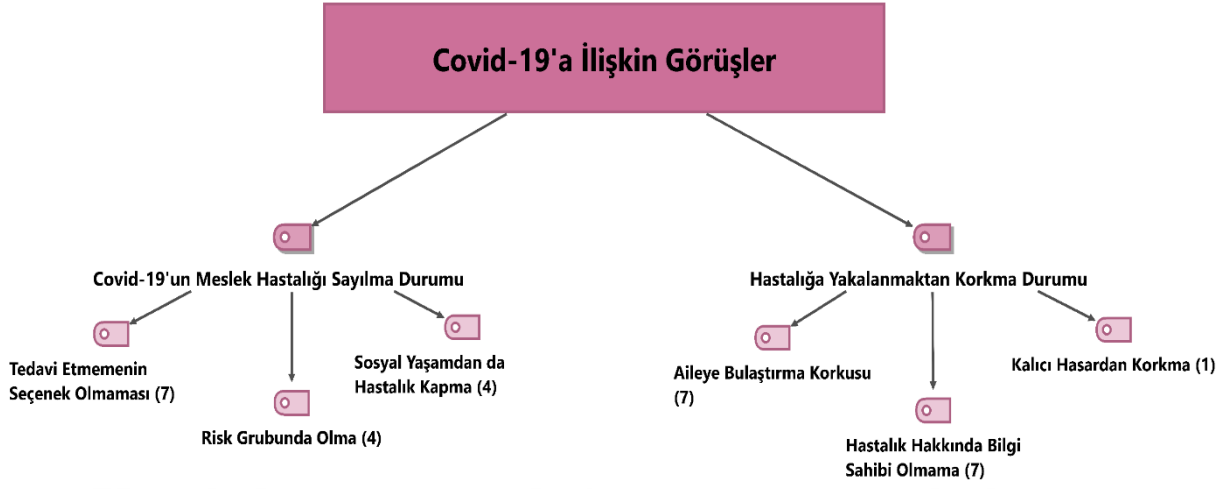 Covid-19'a İlişkin Görüşler
Covid-19'un Meslek Hastalığı Sayılma Durumu
Tedavi Etmemenin
Seçenek Olmaması (7)
Risk Grubunda Olma (4)
Sosyal Yaşamdan da
Hastalık Kapma (4)
Hastalığa Yakalanmaktan Korkma Durumu
Aileye Bulaştırma Korkusu
(7)
Hastalık Hakkında Bilgi
Sahibi Olmama (7)
Kalıcı Hasardan Korkma (1)